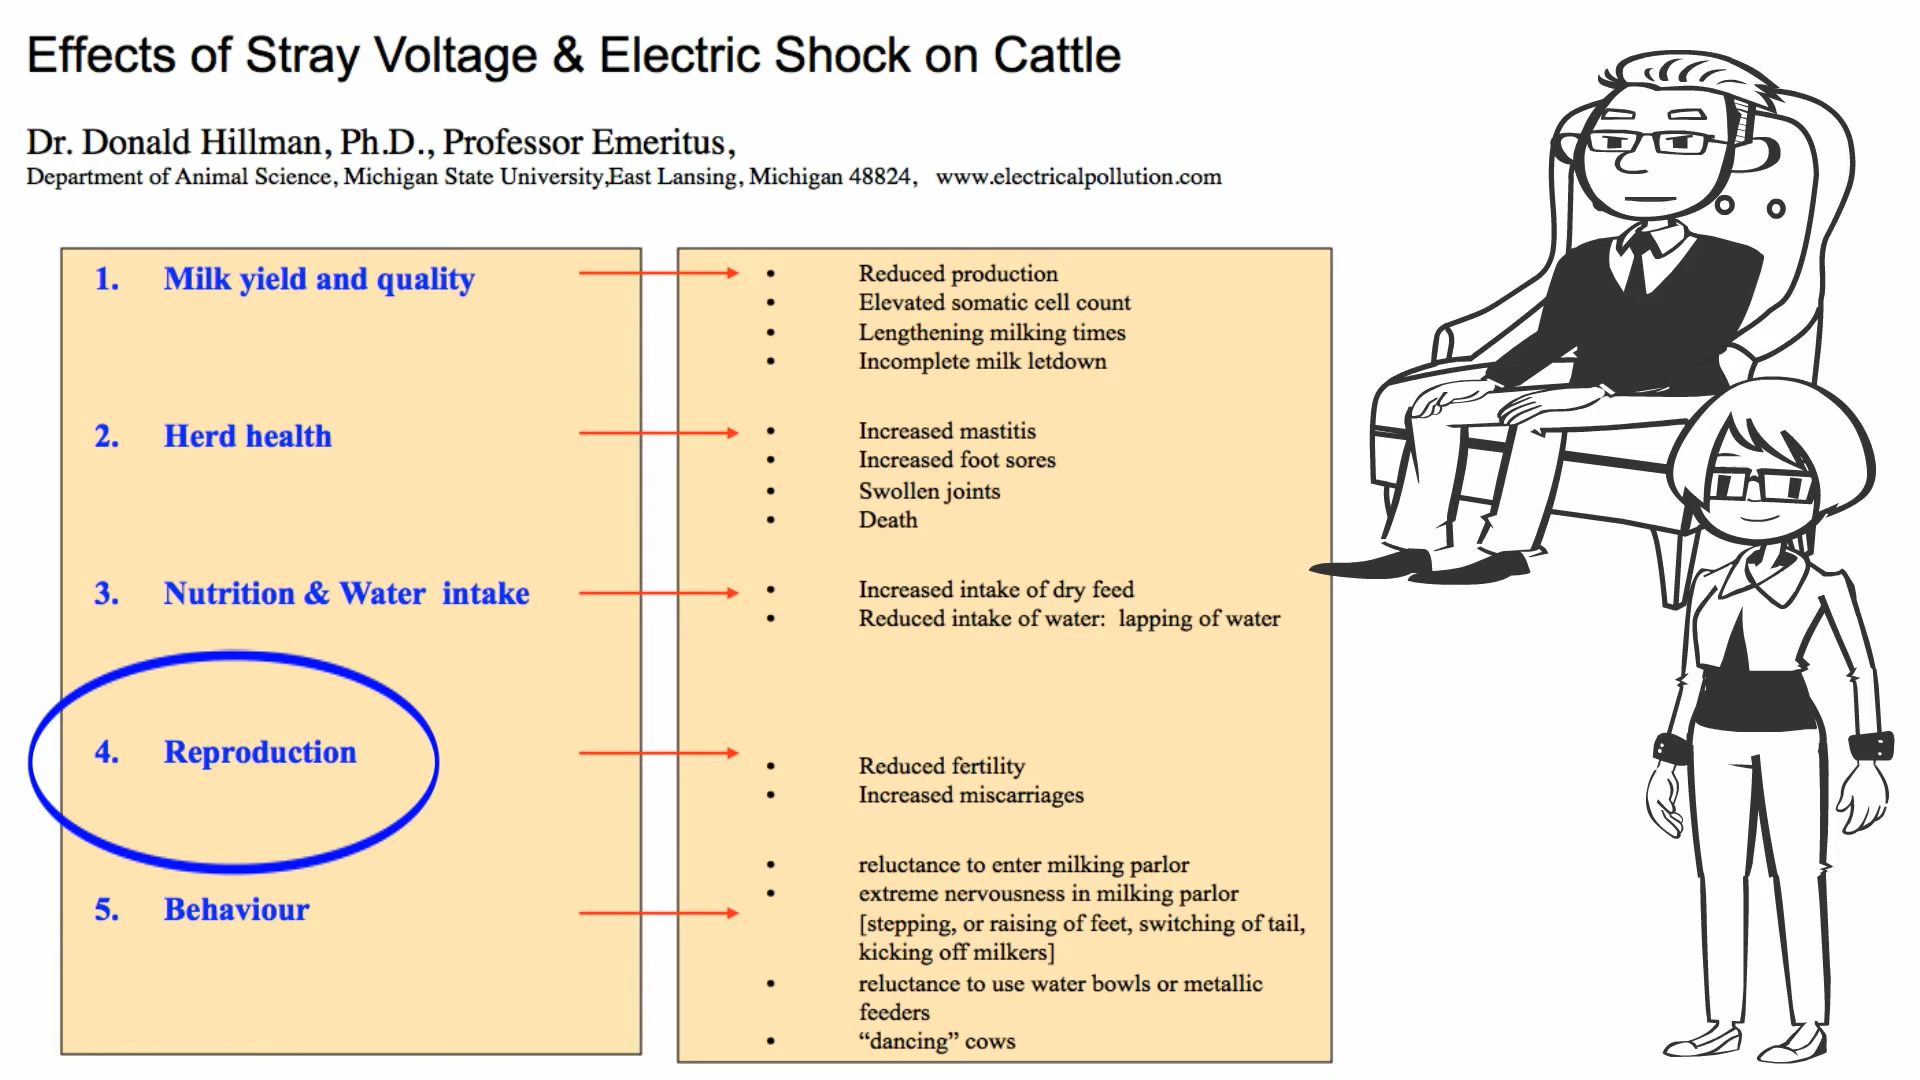 Effects of Stray Voltage & Electric Shock on Cattle
Dr. Donald Hillman, Ph.D., Professor Emeritus,
Department of Animal Science, Michigan State University,East Lansing, Michigan 48824, www.electricalpollution.com
1. Milk yield and quality
• Reduced production
• Elevated somatic cell count
• Lengthening milking times
• Incomplete milk letdown
2. Herd health
• Increased mastitis
• Increased foot sores
• Swollen joints
• Death
3. Nutrition & Water intake
• Increased intake of dry feed
• Reduced intake of water: lapping of water
4. Reproduction
• Reduced fertility
• Increased miscarriages
5. Behaviour
• reluctance to enter milking parlor
• extreme nervousness in milking parlor
[stepping, or raising of feet, switching of tail,
kicking off milkers]
• reluctance to use water bowls or metallic
feeders
• “dancing” cows